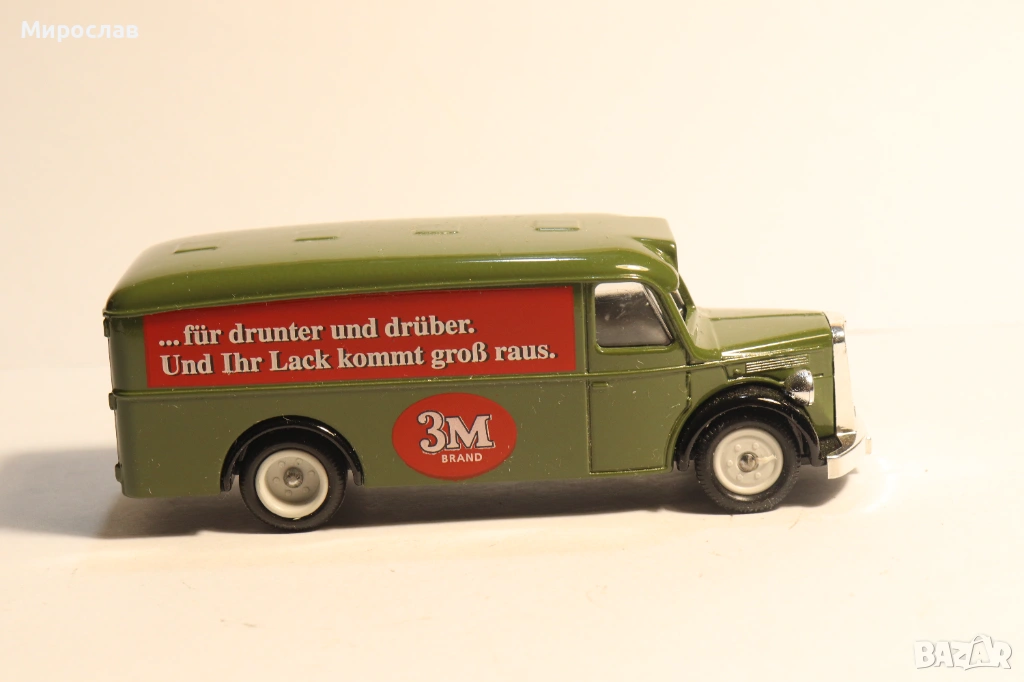 Мирослав
...für drunter und drüber.
Und Ihr Lack kommt groß raus.
3M
BRAND
BAZAR